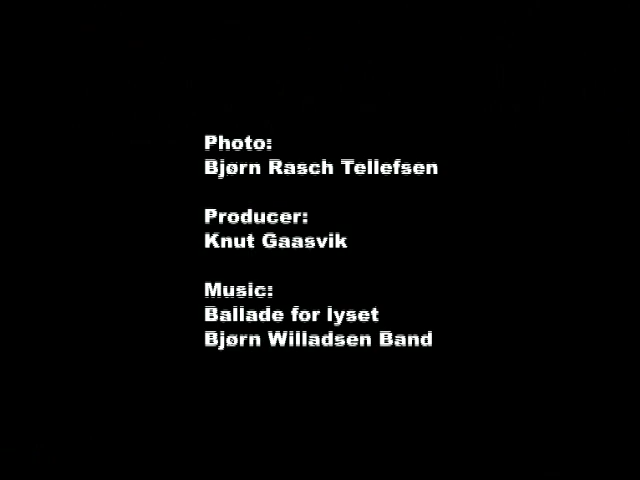 Photo:
Bjørn Rasch Tellefsen
Producer:
Knut Gaasvik
Music:
Ballade for lyset
Bjørn Willadsen Band